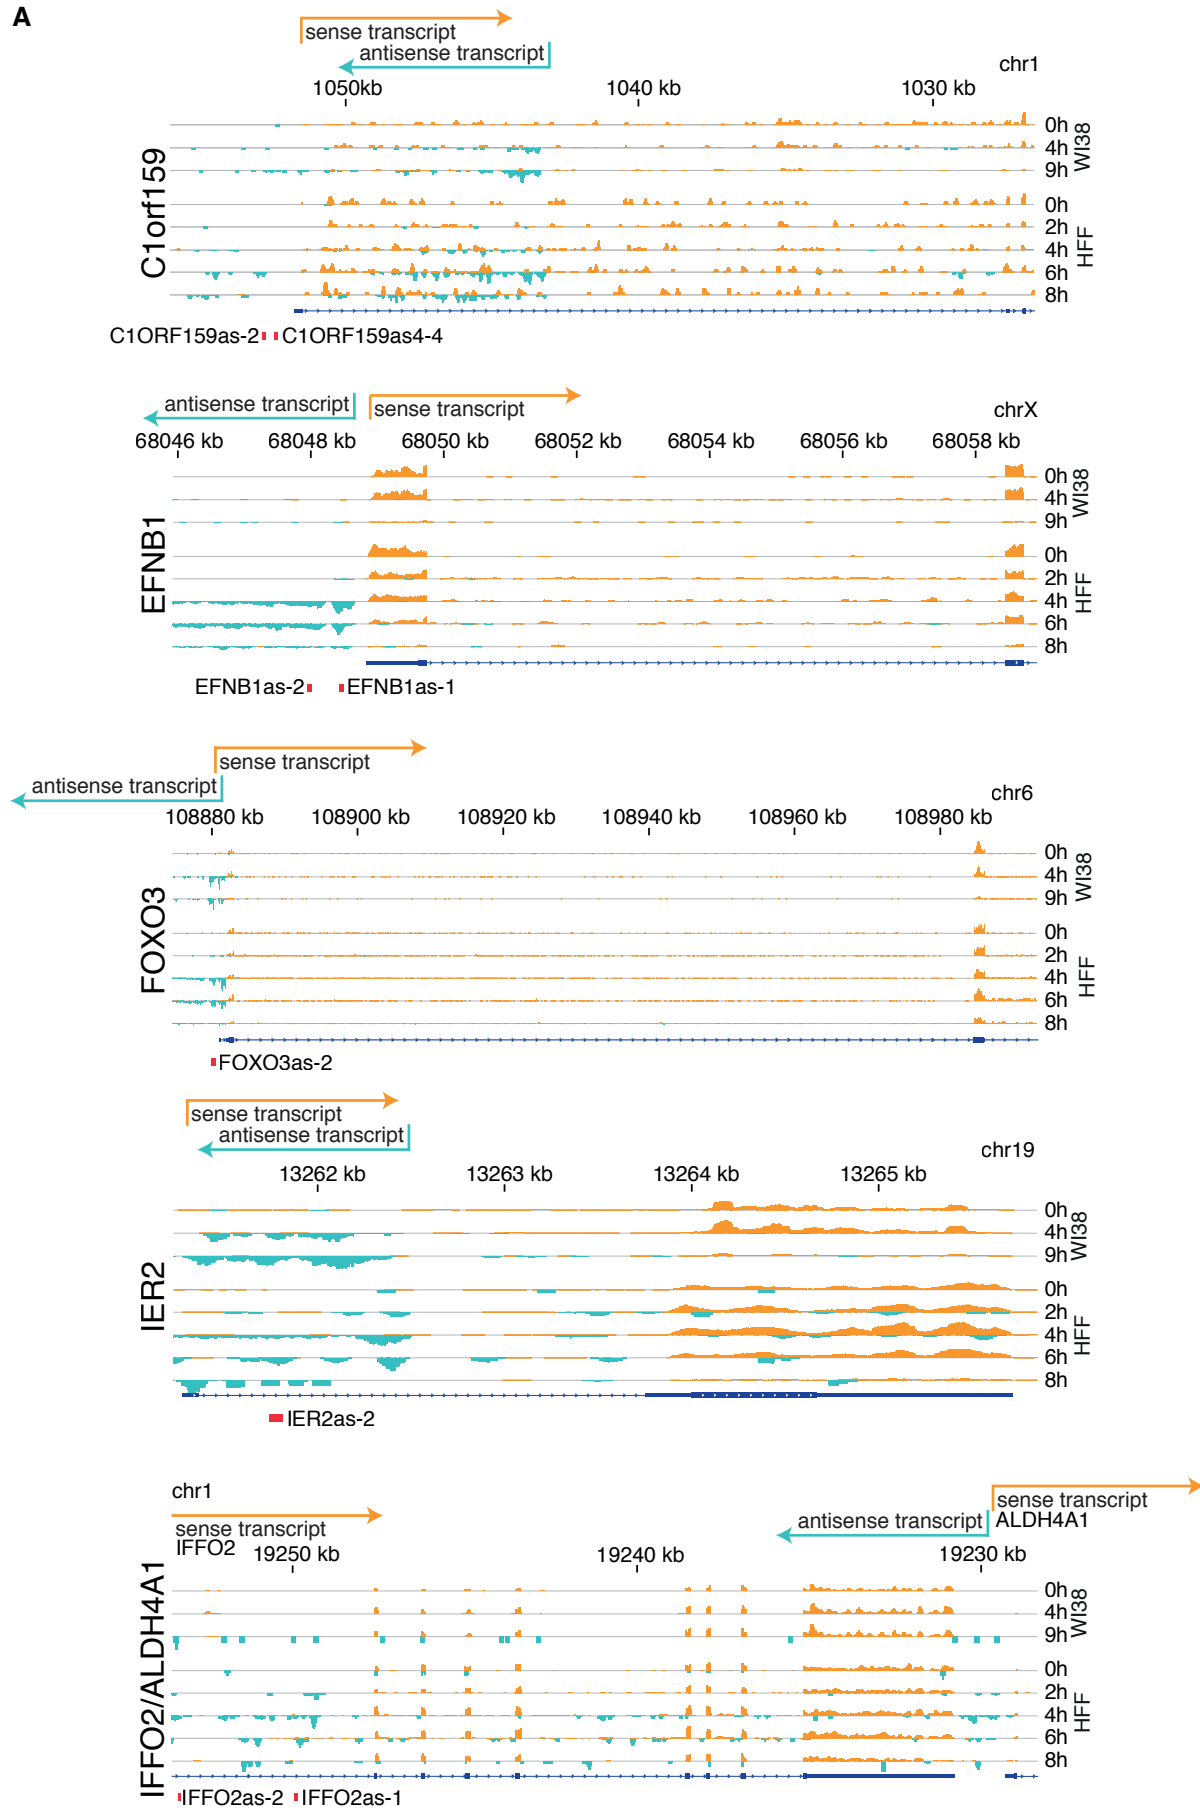 A
sense transcript
antisense transcript
chr1
1050kb 1040 kb 1030 kb
C1orf159
0h
4h
9h
WI38
0h
2h
4h
6h
8h
HFF
C1ORF159as-2 C1ORF159as4-4
antisense transcript
sense transcript
chrX
68046 kb 68048 kb 68050 kb 68052 kb 68054 kb 68056 kb 68058 kb
EFNB1
0h
4h
9h
WI38
0h
2h
4h
6h
8h
HFF
EFNB1as-2 EFNB1as-1
sense transcript
antisense transcript
chr6
108880 kb 108900 kb 108920 kb 108940 kb 108960 kb 108980 kb
FOXO3
0h
4h
9h
WI38
0h
2h
4h
6h
8h
HFF
FOXO3as-2
sense transcript
antisense transcript
chr19
13262 kb 13263 kb 13264 kb 13265 kb
IER2
0h
4h
9h
WI38
0h
2h
4h
6h
8h
HFF
IER2as-2
chr1
sense transcript
IFFO2
sense transcript
ALDH4A1
antisense transcript
19250 kb 19240 kb 19230 kb
IFFO2/ALDH4A1
0h
4h
9h
WI38
0h
2h
4h
6h
8h
HFF
IFFO2as-2 IFFO2as-1